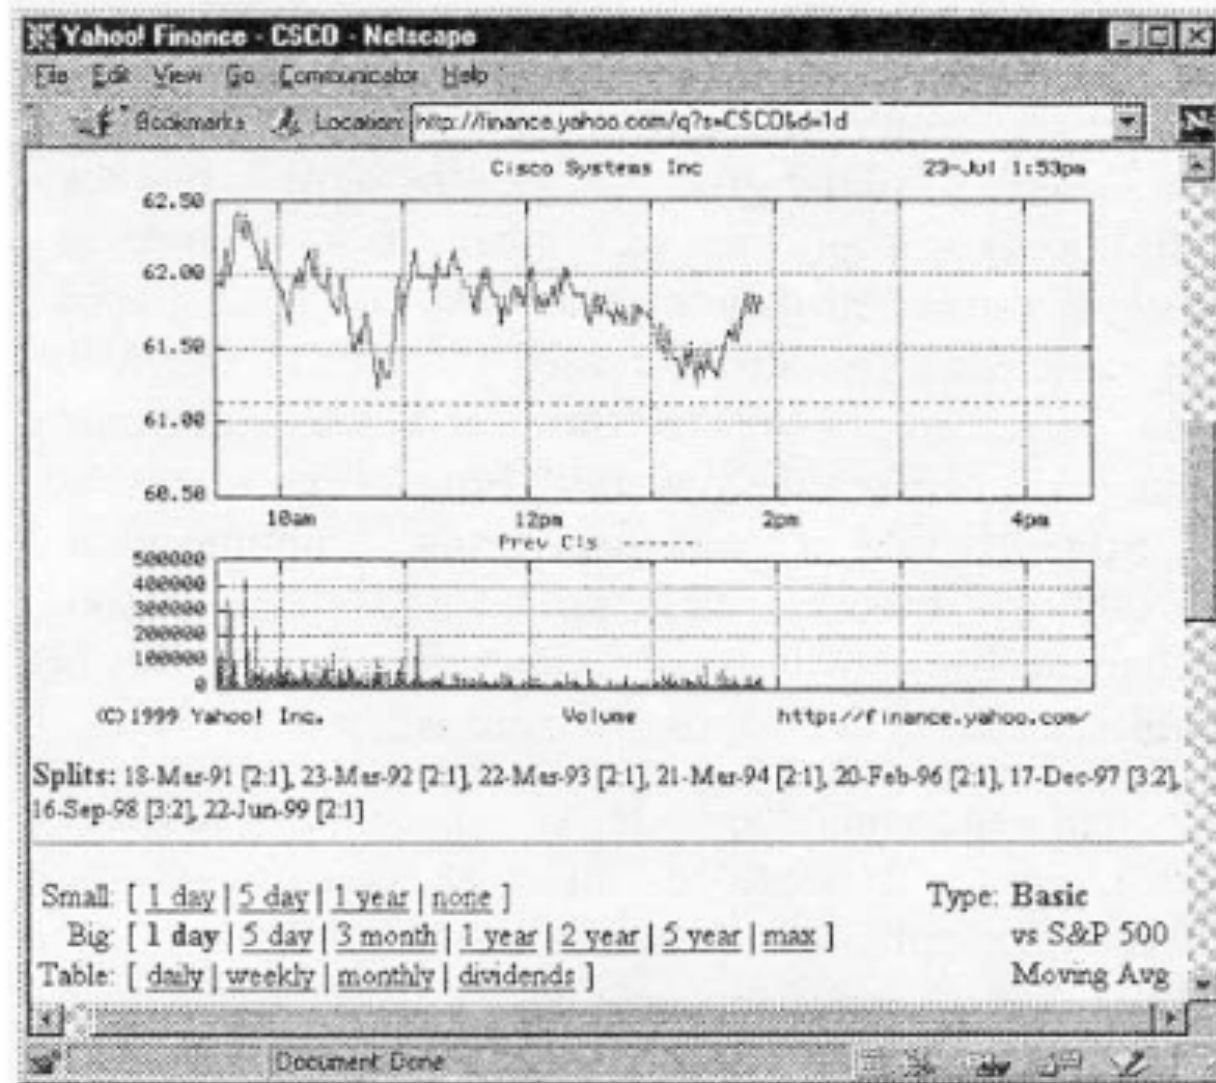 Yahoo! Finance - CSCO - Netscape
File Edit View Go Communicator Help
Bookmarks Location: http://finance.yahoo.com/q?s=CSCO&d=1d
Cisco Systems Inc 23-Jul 1:53pm
62.50
62.00
61.50
61.00
60.50
10am 12pm 2pm 4pm
Prev Cls
500000
400000
300000
200000
100000
0
(C)1999 Yahoo! Inc. Volume http://finance.yahoo.com/
Splits: 18-Mar-91 [2:1], 23-Mar-92 [2:1], 22-Mar-93 [2:1], 21-Mar-94 [2:1], 20-Feb-96 [2:1], 17-Dec-97 [3:2],
16-Sep-98 [3:2], 22-Jun-99 [2:1]
Small: [ 1 day | 5 day | 1 year | none ] Type: Basic
Big: [ 1 day | 5 day | 3 month | 1 year | 2 year | 5 year | max ] vs S&P 500
Table: [ daily | weekly | monthly | dividends ] Moving Avg
Document: Done